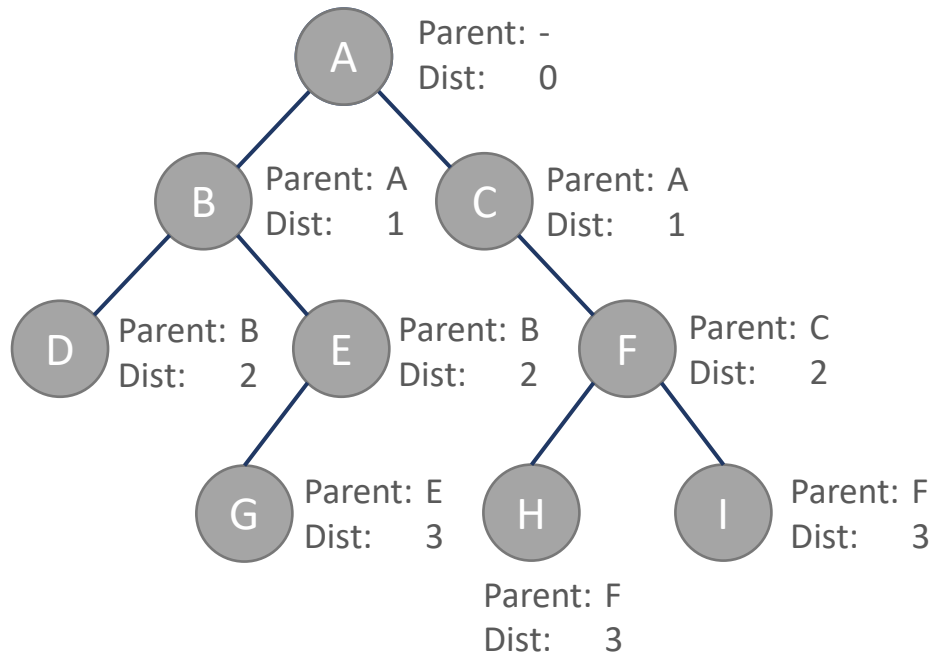 A
Parent: -
Dist: 0
B
Parent: A
Dist: 1
C
Parent: A
Dist: 1
D
Parent: B
Dist: 2
E
Parent: B
Dist: 2
F
Parent: C
Dist: 2
G
Parent: E
Dist: 3
H
Parent: F
Dist: 3
I
Parent: F
Dist: 3